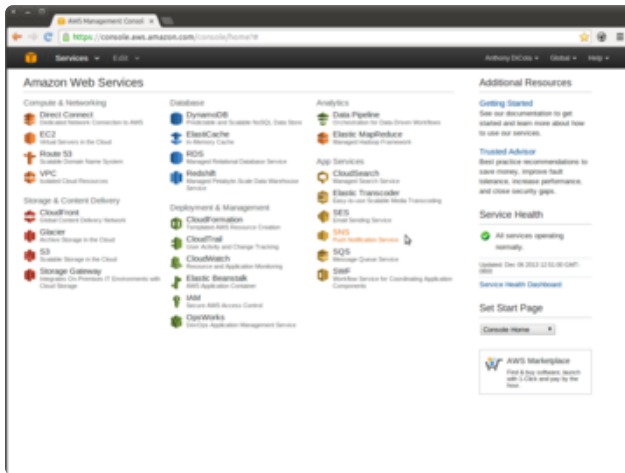 AWS Management Consol
https://console.aws.amazon.com/console/home?#
Services
Edit
Anthony DiCola
Global
Help
Amazon Web Services
Compute & Networking
Direct Connect
Dedicated Network Connection to AWS
EC2
Virtual Servers in the Cloud
Route 53
Scalable Domain Name System
VPC
Isolated Cloud Resources
Storage & Content Delivery
CloudFront
Global Content Delivery Network
Glacier
Archive Storage in the Cloud
S3
Scalable Storage in the Cloud
Storage Gateway
Integrates On-Premises IT Environments with
Cloud Storage
Database
DynamoDB
Predictable and Scalable NoSQL Data Store
ElastiCache
In-Memory Cache
RDS
Managed Relational Database Service
Redshift
Managed Petabyte-Scale Data Warehouse
Service
Deployment & Management
CloudFormation
Templated AWS Resource Creation
CloudTrail
User Activity and Change Tracking
CloudWatch
Resource and Application Monitoring
Elastic Beanstalk
AWS Application Container
IAM
Secure AWS Access Control
OpsWorks
DevOps Application Management Service
Analytics
Data Pipeline
Orchestration for Data-Driven Workflows
Elastic MapReduce
Managed Hadoop Framework
App Services
CloudSearch
Managed Search Service
Elastic Transcoder
Easy-to-use Scalable Media Transcoding
SES
Email Sending Service
SNS
Push Notification Service
SQS
Message Queue Service
SWF
Workflow Service for Coordinating Application
Components
Additional Resources
Getting Started
See our documentation to get
started and learn more about how
to use our services.
Trusted Advisor
Best practice recommendations to
save money, improve fault
tolerance, increase performance,
and close security gaps.
Service Health
All services operating
normally.
Updated: Dec 06 2013 12:51:00 GMT-
0800
Service Health Dashboard
Set Start Page
Console Home
AWS Marketplace
Find & buy software, launch
with 1-Click and pay by the
hour.